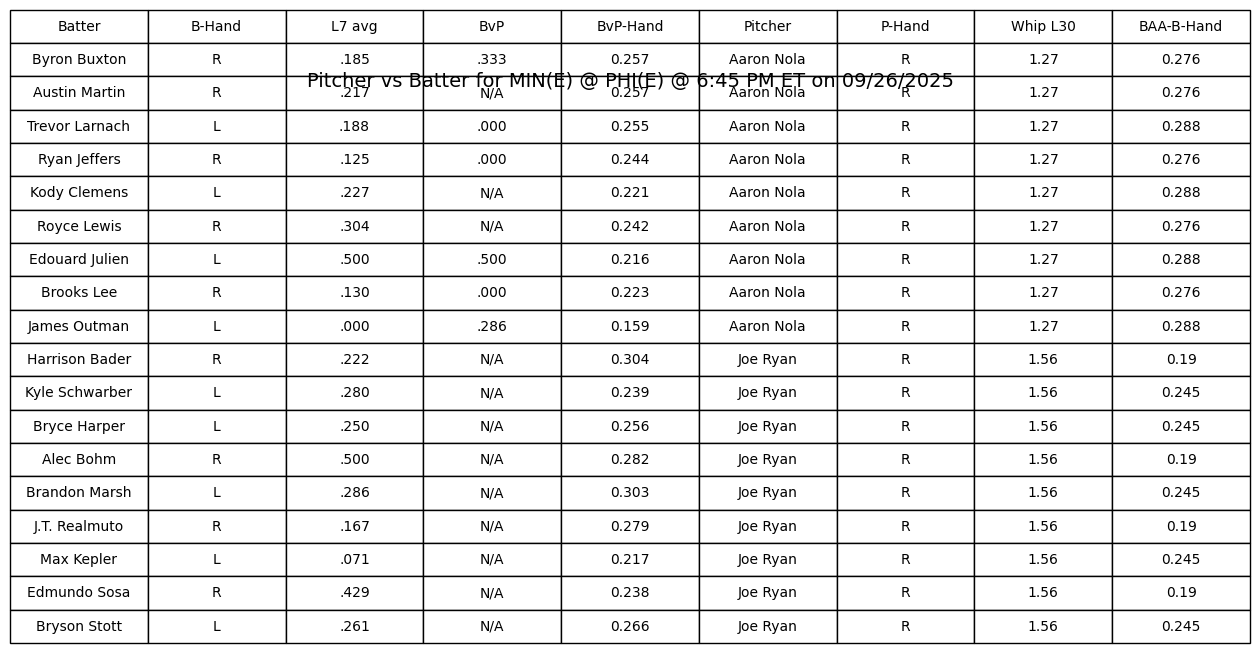 Batter B-Hand L7 avg BvP BvP-Hand Pitcher P-Hand Whip L30 BAA-B-Hand
Byron Buxton R .185 .333 0.257 Aaron Nola R 1.27 0.276
Pitcher vs Batter for MIN(E) @ PHI(E) @ 6:45 PM ET on 09/26/2025
Austin Martin R .217 N/A 0.257 Aaron Nola R 1.27 0.276
Trevor Larnach L .188 .000 0.255 Aaron Nola R 1.27 0.288
Ryan Jeffers R .125 .000 0.244 Aaron Nola R 1.27 0.276
Kody Clemens L .227 N/A 0.221 Aaron Nola R 1.27 0.288
Royce Lewis R .304 N/A 0.242 Aaron Nola R 1.27 0.276
Edouard Julien L .500 .500 0.216 Aaron Nola R 1.27 0.288
Brooks Lee R .130 .000 0.223 Aaron Nola R 1.27 0.276
James Outman L .000 .286 0.159 Aaron Nola R 1.27 0.288
Harrison Bader R .222 N/A 0.304 Joe Ryan R 1.56 0.19
Kyle Schwarber L .280 N/A 0.239 Joe Ryan R 1.56 0.245
Bryce Harper L .250 N/A 0.256 Joe Ryan R 1.56 0.245
Alec Bohm R .500 N/A 0.282 Joe Ryan R 1.56 0.19
Brandon Marsh L .286 N/A 0.303 Joe Ryan R 1.56 0.245
J.T. Realmuto R .167 N/A 0.279 Joe Ryan R 1.56 0.19
Max Kepler L .071 N/A 0.217 Joe Ryan R 1.56 0.245
Edmundo Sosa R .429 N/A 0.238 Joe Ryan R 1.56 0.19
Bryson Stott L .261 N/A 0.266 Joe Ryan R 1.56 0.245